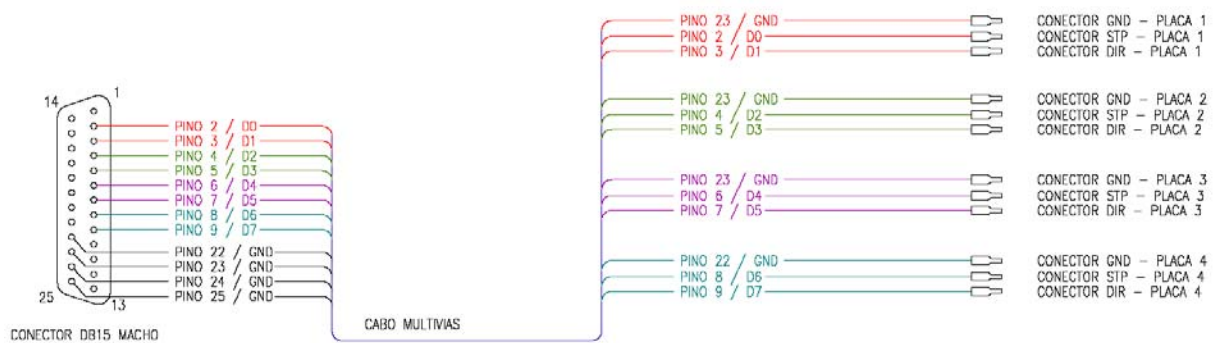 14
1
25
13
PINO 2 / D0
PINO 3 / D1
PINO 4 / D2
PINO 5 / D3
PINO 6 / D4
PINO 7 / D5
PINO 8 / D6
PINO 9 / D7
PINO 22 / GND
PINO 23 / GND
PINO 24 / GND
PINO 25 / GND
CONECTOR DB15 MACHO
CABO MULTIVIAS
PINO 23 / GND CONECTOR GND - PLACA 1
PINO 2 / D0 CONECTOR STP - PLACA 1
PINO 3 / D1 CONECTOR DIR - PLACA 1
PINO 23 / GND CONECTOR GND - PLACA 2
PINO 4 / D2 CONECTOR STP - PLACA 2
PINO 5 / D3 CONECTOR DIR - PLACA 2
PINO 23 / GND CONECTOR GND - PLACA 3
PINO 6 / D4 CONECTOR STP - PLACA 3
PINO 7 / D5 CONECTOR DIR - PLACA 3
PINO 22 / GND CONECTOR GND - PLACA 4
PINO 8 / D6 CONECTOR STP - PLACA 4
PINO 9 / D7 CONECTOR DIR - PLACA 4